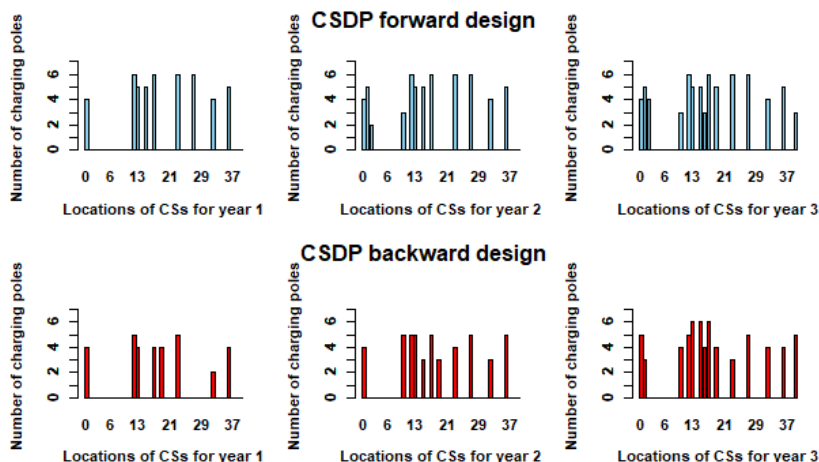 CSDP forward design
Number of charging poles
0 2 4 6
0 6 13 21 29 37
Locations of CSs for year 1
Number of charging poles
0 2 4 6
0 6 13 21 29 37
Locations of CSs for year 2
Number of charging poles
0 2 4 6
0 6 13 21 29 37
Locations of CSs for year 3
CSDP backward design
Number of charging poles
0 2 4 6
0 6 13 21 29 37
Locations of CSs for year 1
Number of charging poles
0 2 4 6
0 6 13 21 29 37
Locations of CSs for year 2
Number of charging poles
0 2 4 6
0 6 13 21 29 37
Locations of CSs for year 3